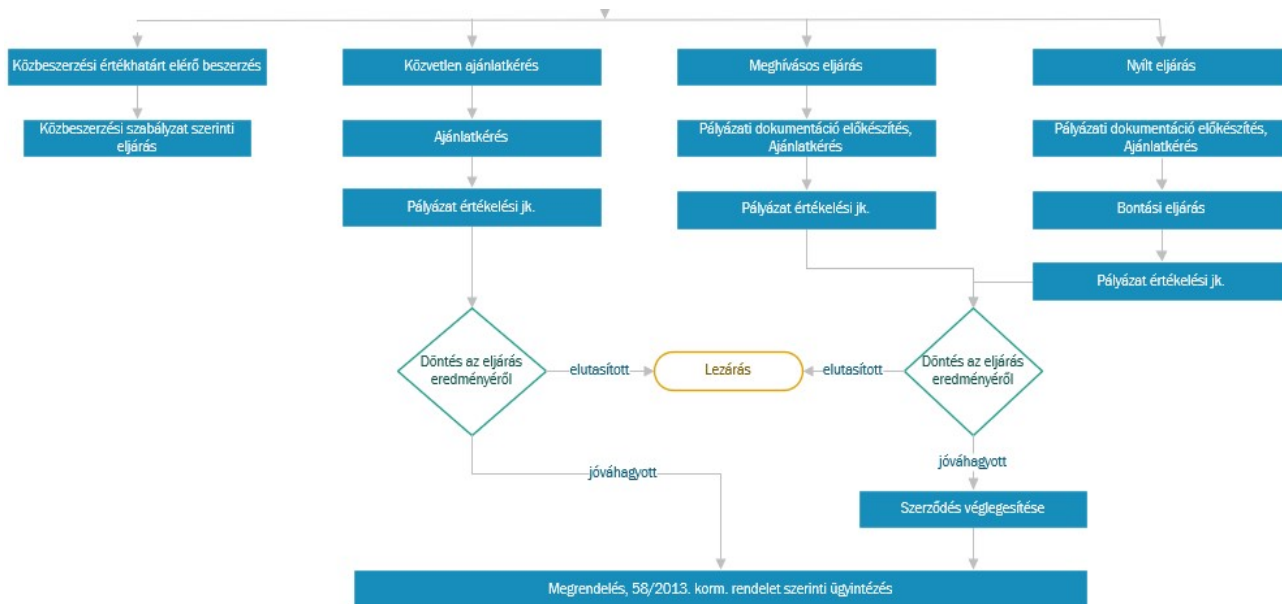 Közbeszerzési értékhatárt elérő beszerzés
Közvetlen ajánlatkérés
Meghívásos eljárás
Nyílt eljárás
Közbeszerzési szabályzat szerinti
eljárás
Ajánlatkérés
Pályázati dokumentáció előkészítés,
Ajánlatkérés
Pályázati dokumentáció előkészítés,
Ajánlatkérés
Pályázat értékelési jk.
Pályázat értékelési jk.
Bontási eljárás
Pályázat értékelési jk.
Döntés az eljárás
eredményéről
elutasított
Lezárás
elutasított
Döntés az eljárás
eredményéről
jóváhagyott
jóváhagyott
Szerződés véglegesítése
Megrendelés, 58/2013. korm. rendelet szerinti ügyintézés